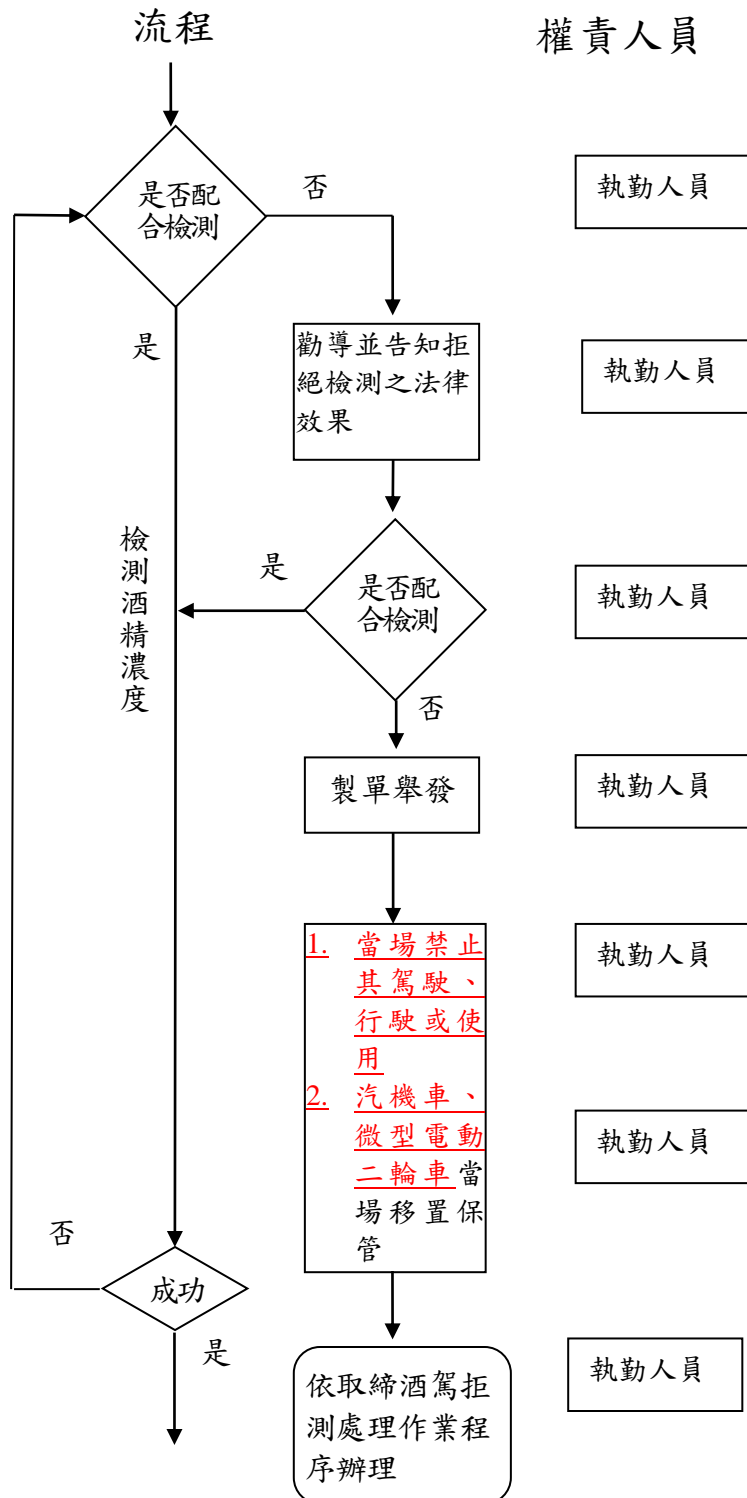 流程 權責人員
是否配
合檢測
否
執勤人員
是
勸導並告知拒
絕檢測之法律
效果
執勤人員
檢測酒精濃度
是
是否配
合檢測
執勤人員
否
製單舉發
執勤人員
1. 當場禁止
其駕駛、
行駛或使
用
執勤人員
2. 汽機車、
微型電動
二輪車當
場移置保
管
執勤人員
否
成功
是
依取締酒駕拒
測處理作業程
序辦理
執勤人員